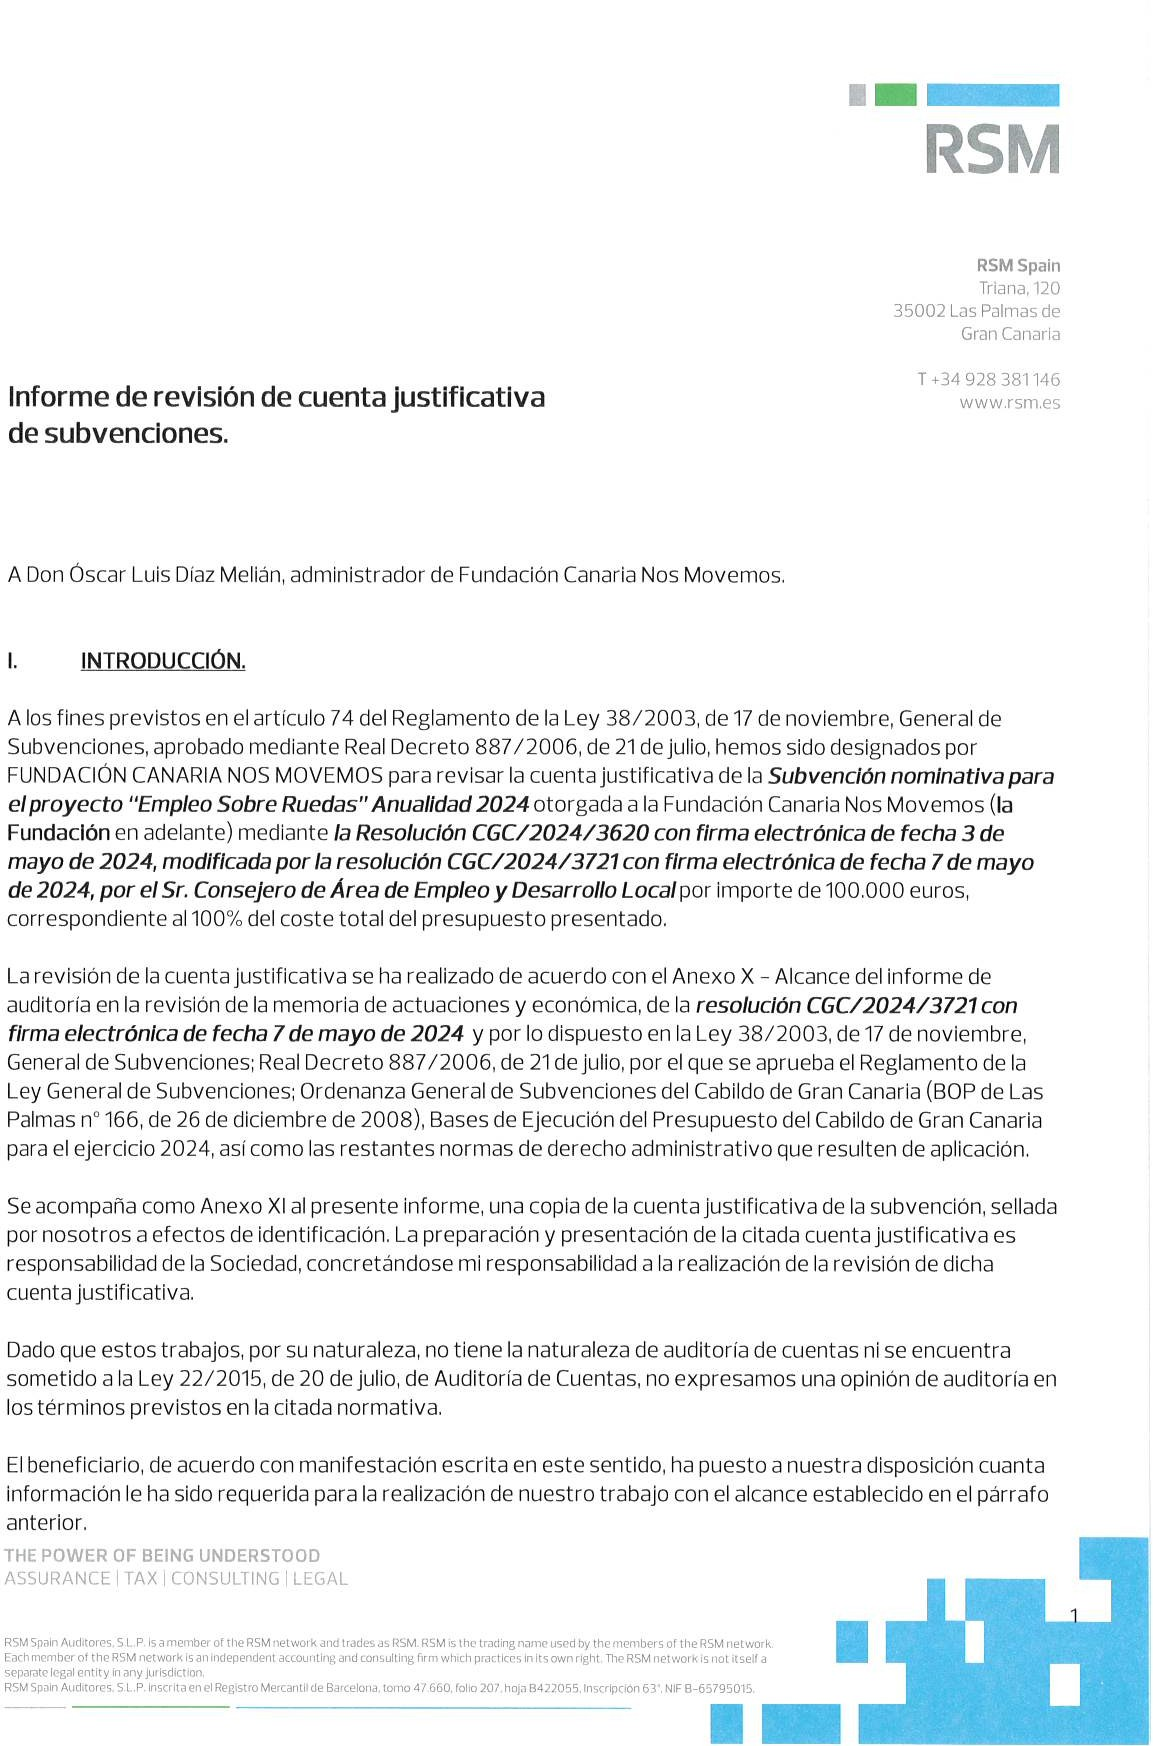 RSM
RSM Spain
Triana, 120
35002 Las Palmas de
Gran Canaria
T +34 928 381 146
www.rsm.es
Informe de revisión de cuenta justificativa
de subvenciones.
A Don Óscar Luis Díaz Melián, administrador de Fundación Canaria Nos Movemos.
I. INTRODUCCIÓN.
A los fines previstos en el artículo 74 del Reglamento de la Ley 38/2003, de 17 de noviembre, General de
Subvenciones, aprobado mediante Real Decreto 887/2006, de 21 de julio, hemos sido designados por
FUNDACIÓN CANARIA NOS MOVEMOS para revisar la cuenta justificativa de la Subvención nominativa para
el proyecto “Empleo Sobre Ruedas” Anualidad 2024 otorgada a la Fundación Canaria Nos Movemos (la
Fundación en adelante) mediante la Resolución CGC/2024/3620 con firma electrónica de fecha 3 de
mayo de 2024, modificada por la resolución CGC/2024/3721 con firma electrónica de fecha 7 de mayo
de 2024, por el Sr. Consejero de Área de Empleo y Desarrollo Local por importe de 100.000 euros,
correspondiente al 100% del coste total del presupuesto presentado.
La revisión de la cuenta justificativa se ha realizado de acuerdo con el Anexo X – Alcance del informe de
auditoría en la revisión de la memoria de actuaciones y económica, de la resolución CGC/2024/3721 con
firma electrónica de fecha 7 de mayo de 2024 y por lo dispuesto en la Ley 38/2003, de 17 de noviembre,
General de Subvenciones; Real Decreto 887/2006, de 21 de julio, por el que se aprueba el Reglamento de la
Ley General de Subvenciones; Ordenanza General de Subvenciones del Cabildo de Gran Canaria (BOP de Las
Palmas nº 166, de 26 de diciembre de 2008), Bases de Ejecución del Presupuesto del Cabildo de Gran Canaria
para el ejercicio 2024, así como las restantes normas de derecho administrativo que resulten de aplicación.
Se acompaña como Anexo XI al presente informe, una copia de la cuenta justificativa de la subvención, sellada
por nosotros a efectos de identificación. La preparación y presentación de la citada cuenta justificativa es
responsabilidad de la Sociedad, concretándose mi responsabilidad a la realización de la revisión de dicha
cuenta justificativa.
Dado que estos trabajos, por su naturaleza, no tiene la naturaleza de auditoría de cuentas ni se encuentra
sometido a la Ley 22/2015, de 20 de julio, de Auditoría de Cuentas, no expresamos una opinión de auditoría en
los términos previstos en la citada normativa.
El beneficiario, de acuerdo con manifestación escrita en este sentido, ha puesto a nuestra disposición cuanta
información le ha sido requerida para la realización de nuestro trabajo con el alcance establecido en el párrafo
anterior.
THE POWER OF BEING UNDERSTOOD
ASSURANCE | TAX | CONSULTING | LEGAL
1
RSM Spain Auditores, S.L.P. is a member of the RSM network and trades as RSM. RSM is the trading name used by the members of the RSM network.
Each member of the RSM network is an independent accounting and consulting firm which practices in its own right. The RSM network is not itself a
separate legal entity in any jurisdiction.
RSM Spain Auditores, S.L.P. inscrita en el Registro Mercantil de Barcelona, tomo 47.660, folio 207, hoja B422055, Inscripción 63ª. NIF B-65795015.